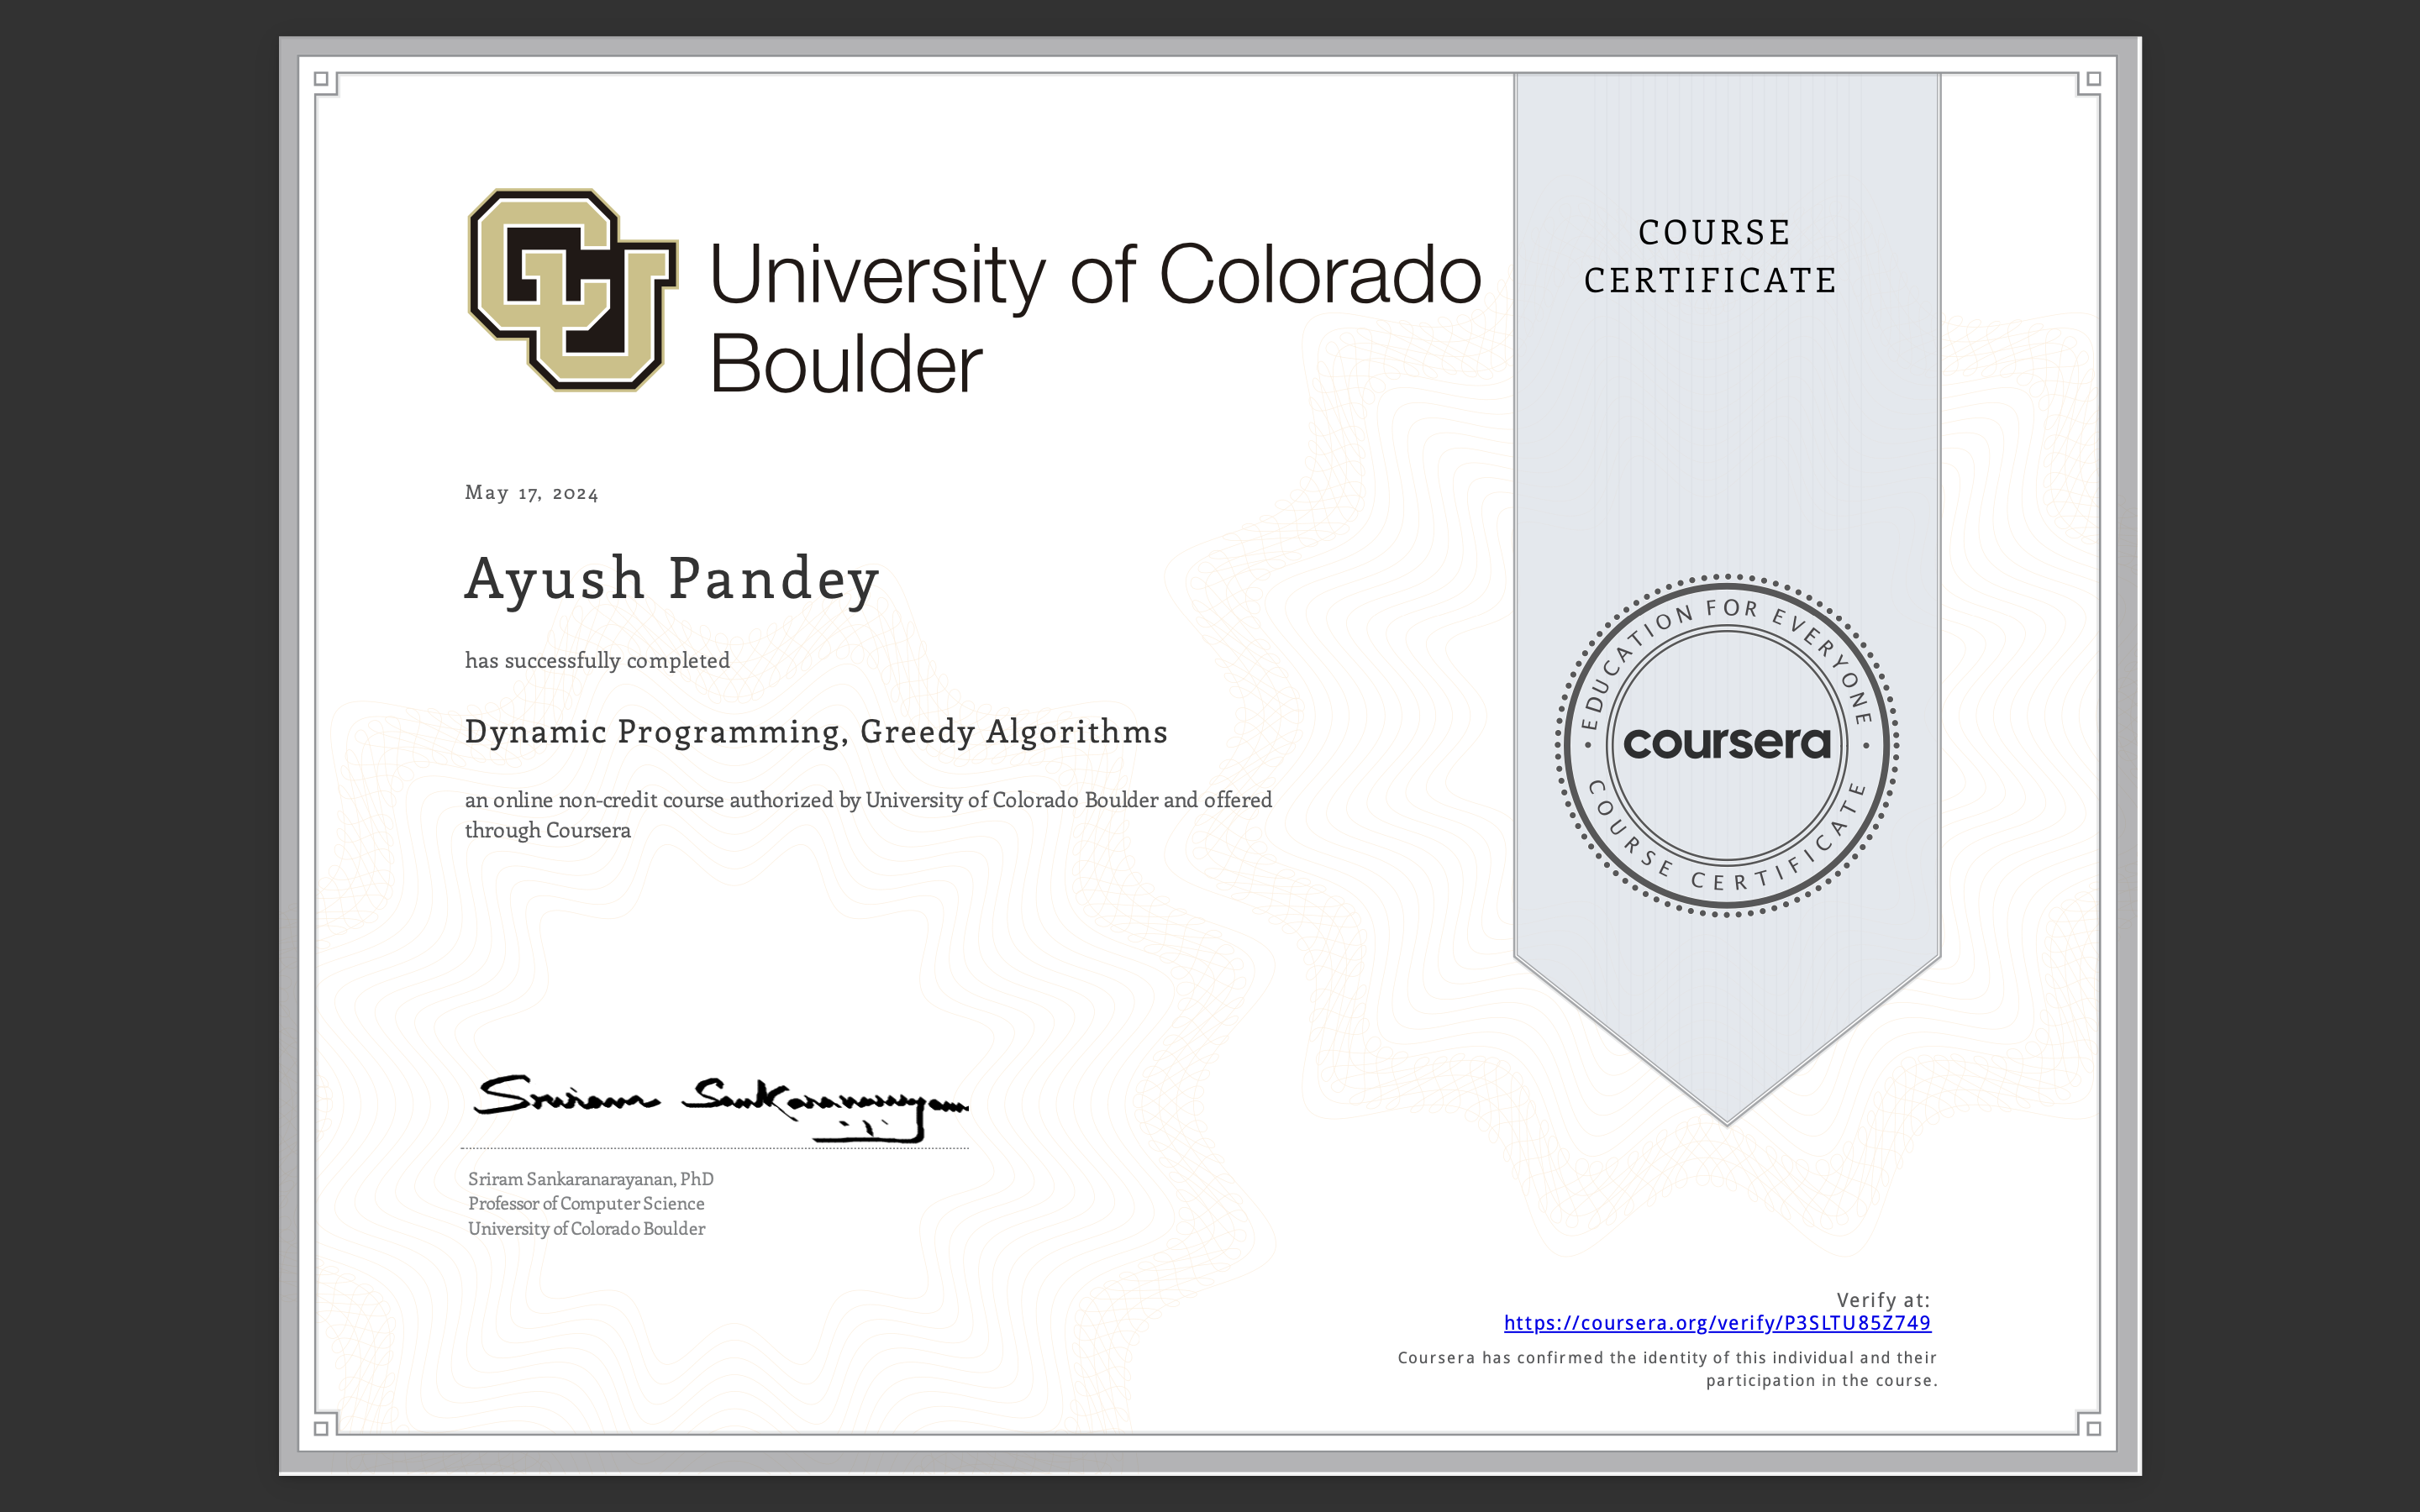 CU
University of Colorado
Boulder
COURSE
CERTIFICATE
May 17, 2024
Ayush Pandey
has successfully completed
Dynamic Programming, Greedy Algorithms
an online non-credit course authorized by University of Colorado Boulder and offered
through Coursera
EDUCATION FOR EVERYONE
coursera
COURSE CERTIFICATE
Sriram Sankaranarayanan
Sriram Sankaranarayanan, PhD
Professor of Computer Science
University of Colorado Boulder
Verify at:
https://coursera.org/verify/P3SLTU85Z749
Coursera has confirmed the identity of this individual and their
participation in the course.